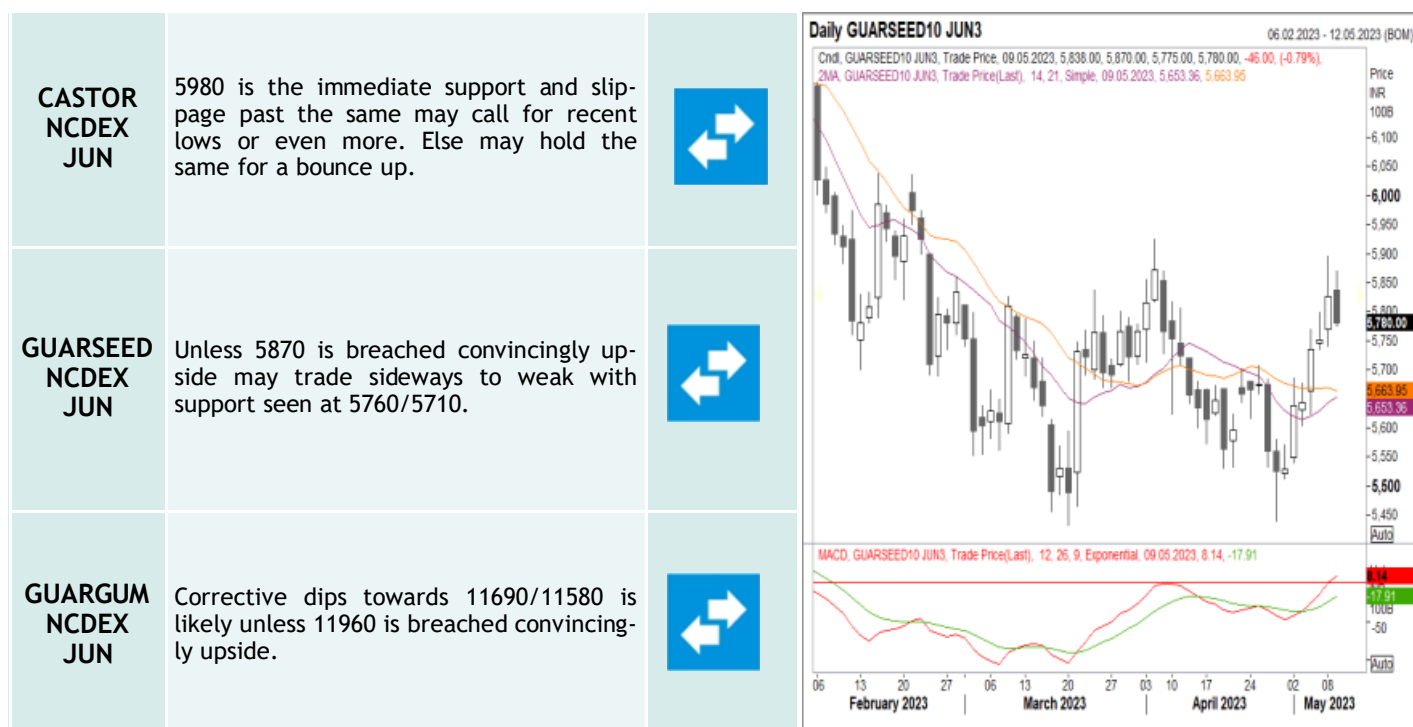 CASTOR
NCDEX
JUN
5980 is the immediate support and slip-
page past the same may call for recent
lows or even more. Else may hold the
same for a bounce up.
GUARSEED
NCDEX
JUN
Unless 5870 is breached convincingly up-
side may trade sideways to weak with
support seen at 5760/5710.
GUARGUM
NCDEX
JUN
Corrective dips towards 11690/11580 is
likely unless 11960 is breached convincing-
ly upside.
Daily GUARSEED10 JUN3
06.02.2023 - 12.05.2023 (BOM)
Cndl, GUARSEED10 JUN3, Trade Price, 09.05.2023, 5,838.00, 5,870.00, 5,775.00, 5,780.00, -46.00, (-0.79%),
2MA, GUARSEED10 JUN3, Trade Price(Last), 14, 21, Simple, 09.05.2023, 5,653.36, 5,663.95
Price
INR
100B
6,100
6,050
6,000
5,950
5,900
5,850
5,800
5,780.00
5,750
5,700
5,663.95
5,653.36
5,600
5,550
5,500
5,450
Auto
MACD, GUARSEED10 JUN3, Trade Price(Last), 12, 26, 9, Exponential, 09.05.2023, 8.14, -17.91
8.14
-17.91
100B
-50
Auto
06 13 20 27 06 13 20 27 03 10 17 24 02 08
February 2023 March 2023 April 2023 May 2023